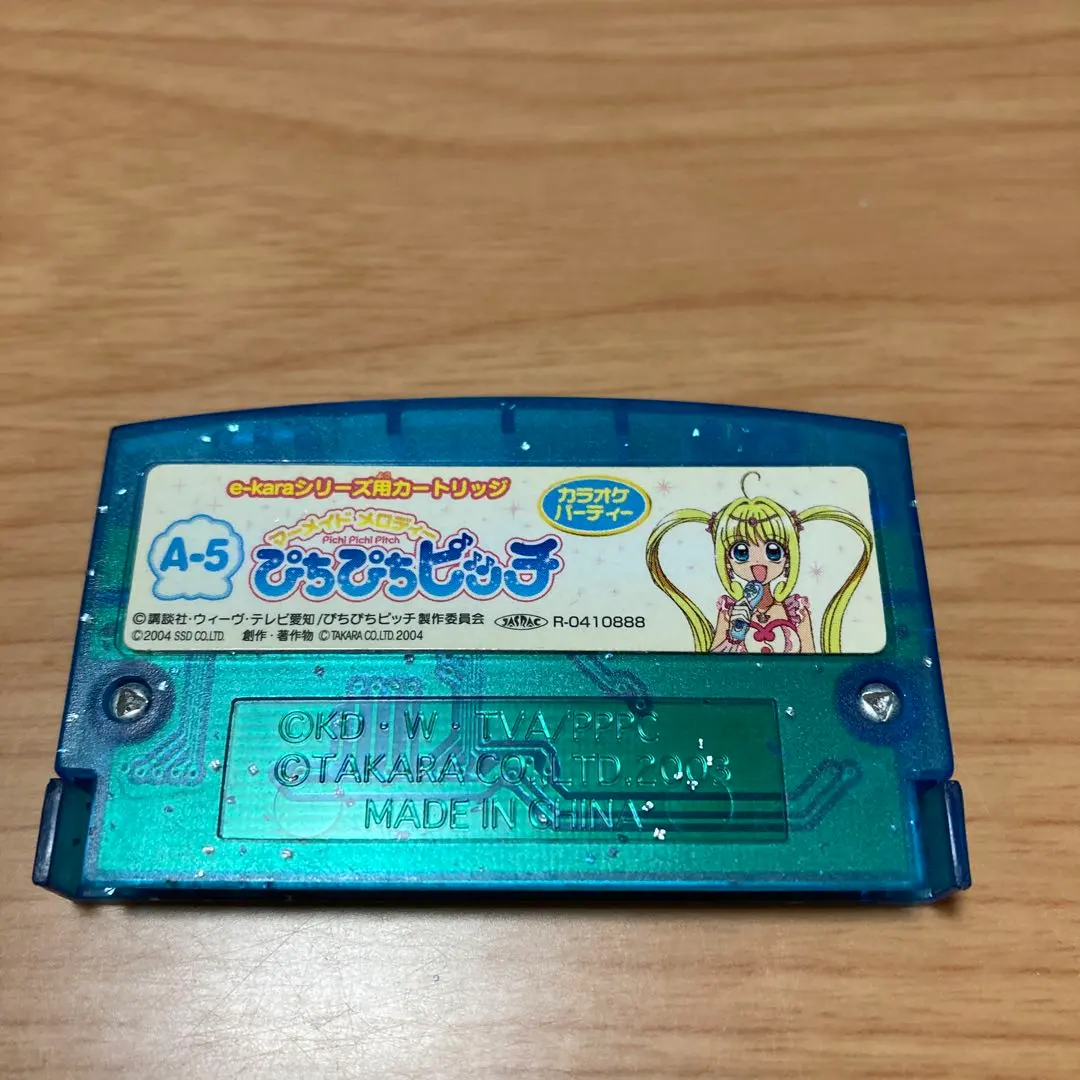 e-karaシリーズ用カートリッジ
カラオケ
パーティー
A-5
マーメイド メロディー
Pichi Pichi Pitch
ぴちぴちピッチ
©講談社・ウィーヴ・テレビ愛知/ぴちぴちピッチ製作委員会
JASRAC R-0410888
©2004 SSD CO.LTD. 創作・著作物 ©TAKARA CO.LTD.2004
©KD・W・TVA/PPPC
©TAKARA CO.,LTD.2003
MADE IN CHINA